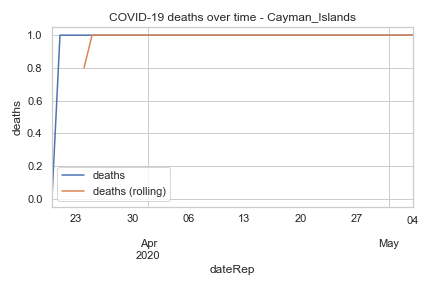 COVID-19 deaths over time - Cayman_Islands
1.0
0.8
0.6
0.4
0.2
0.0
deaths
deaths
deaths (rolling)
23
30
06
13
20
27
04
Apr
2020
May
dateRep